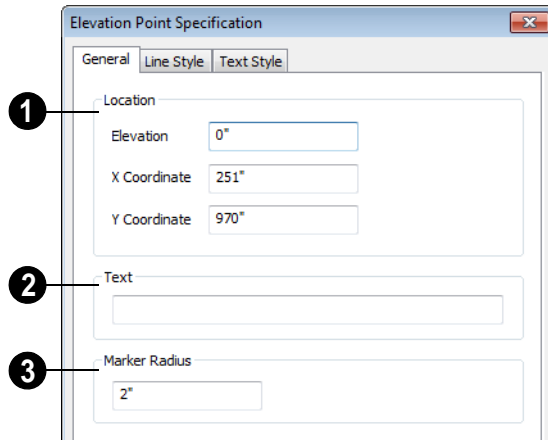 Elevation Point Specification
General Line Style Text Style
1 Location
Elevation 0"
X Coordinate 251"
Y Coordinate 970"
2 Text
3 Marker Radius
2"